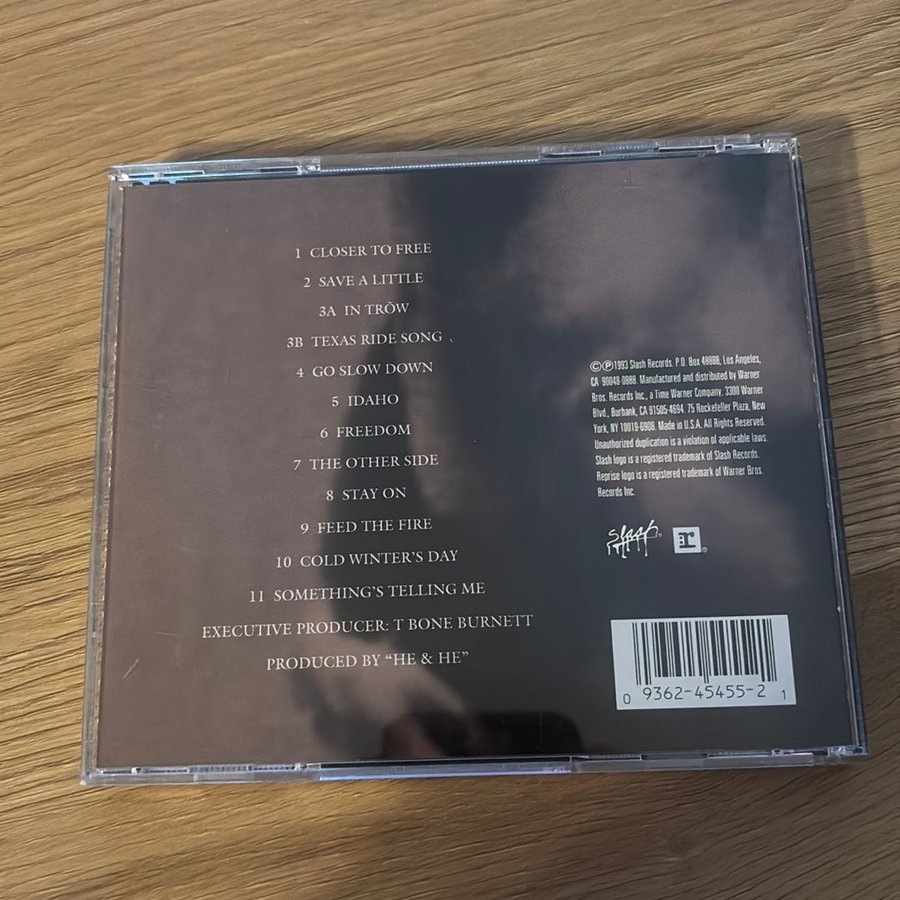 1 CLOSER TO FREE
2 SAVE A LITTLE
3A IN TRÒW
3B TEXAS RIDE SONG
4 GO SLOW DOWN
5 IDAHO
6 FREEDOM
7 THE OTHER SIDE
8 STAY ON
9 FEED THE FIRE
10 COLD WINTER'S DAY
11 SOMETHING'S TELLING ME
EXECUTIVE PRODUCER: T BONE BURNETT
PRODUCED BY “HE & HE”
©℗1993 Slash Records. P.O. Box 48888, Los Angeles,
CA 90048-0888. Manufactured and distributed by Warner
Bros. Records Inc., a Time Warner Company. 3300 Warner
Blvd., Burbank, CA 91505-4694. 75 Rockefeller Plaza, New
York, NY 10019-6908. Made in U.S.A. All Rights Reserved.
Unauthorized duplication is a violation of applicable laws.
Slash logo is a registered trademark of Slash Records.
Reprise logo is a registered trademark of Warner Bros.
Records Inc.
slash® r®
0 9362-45455-2 1